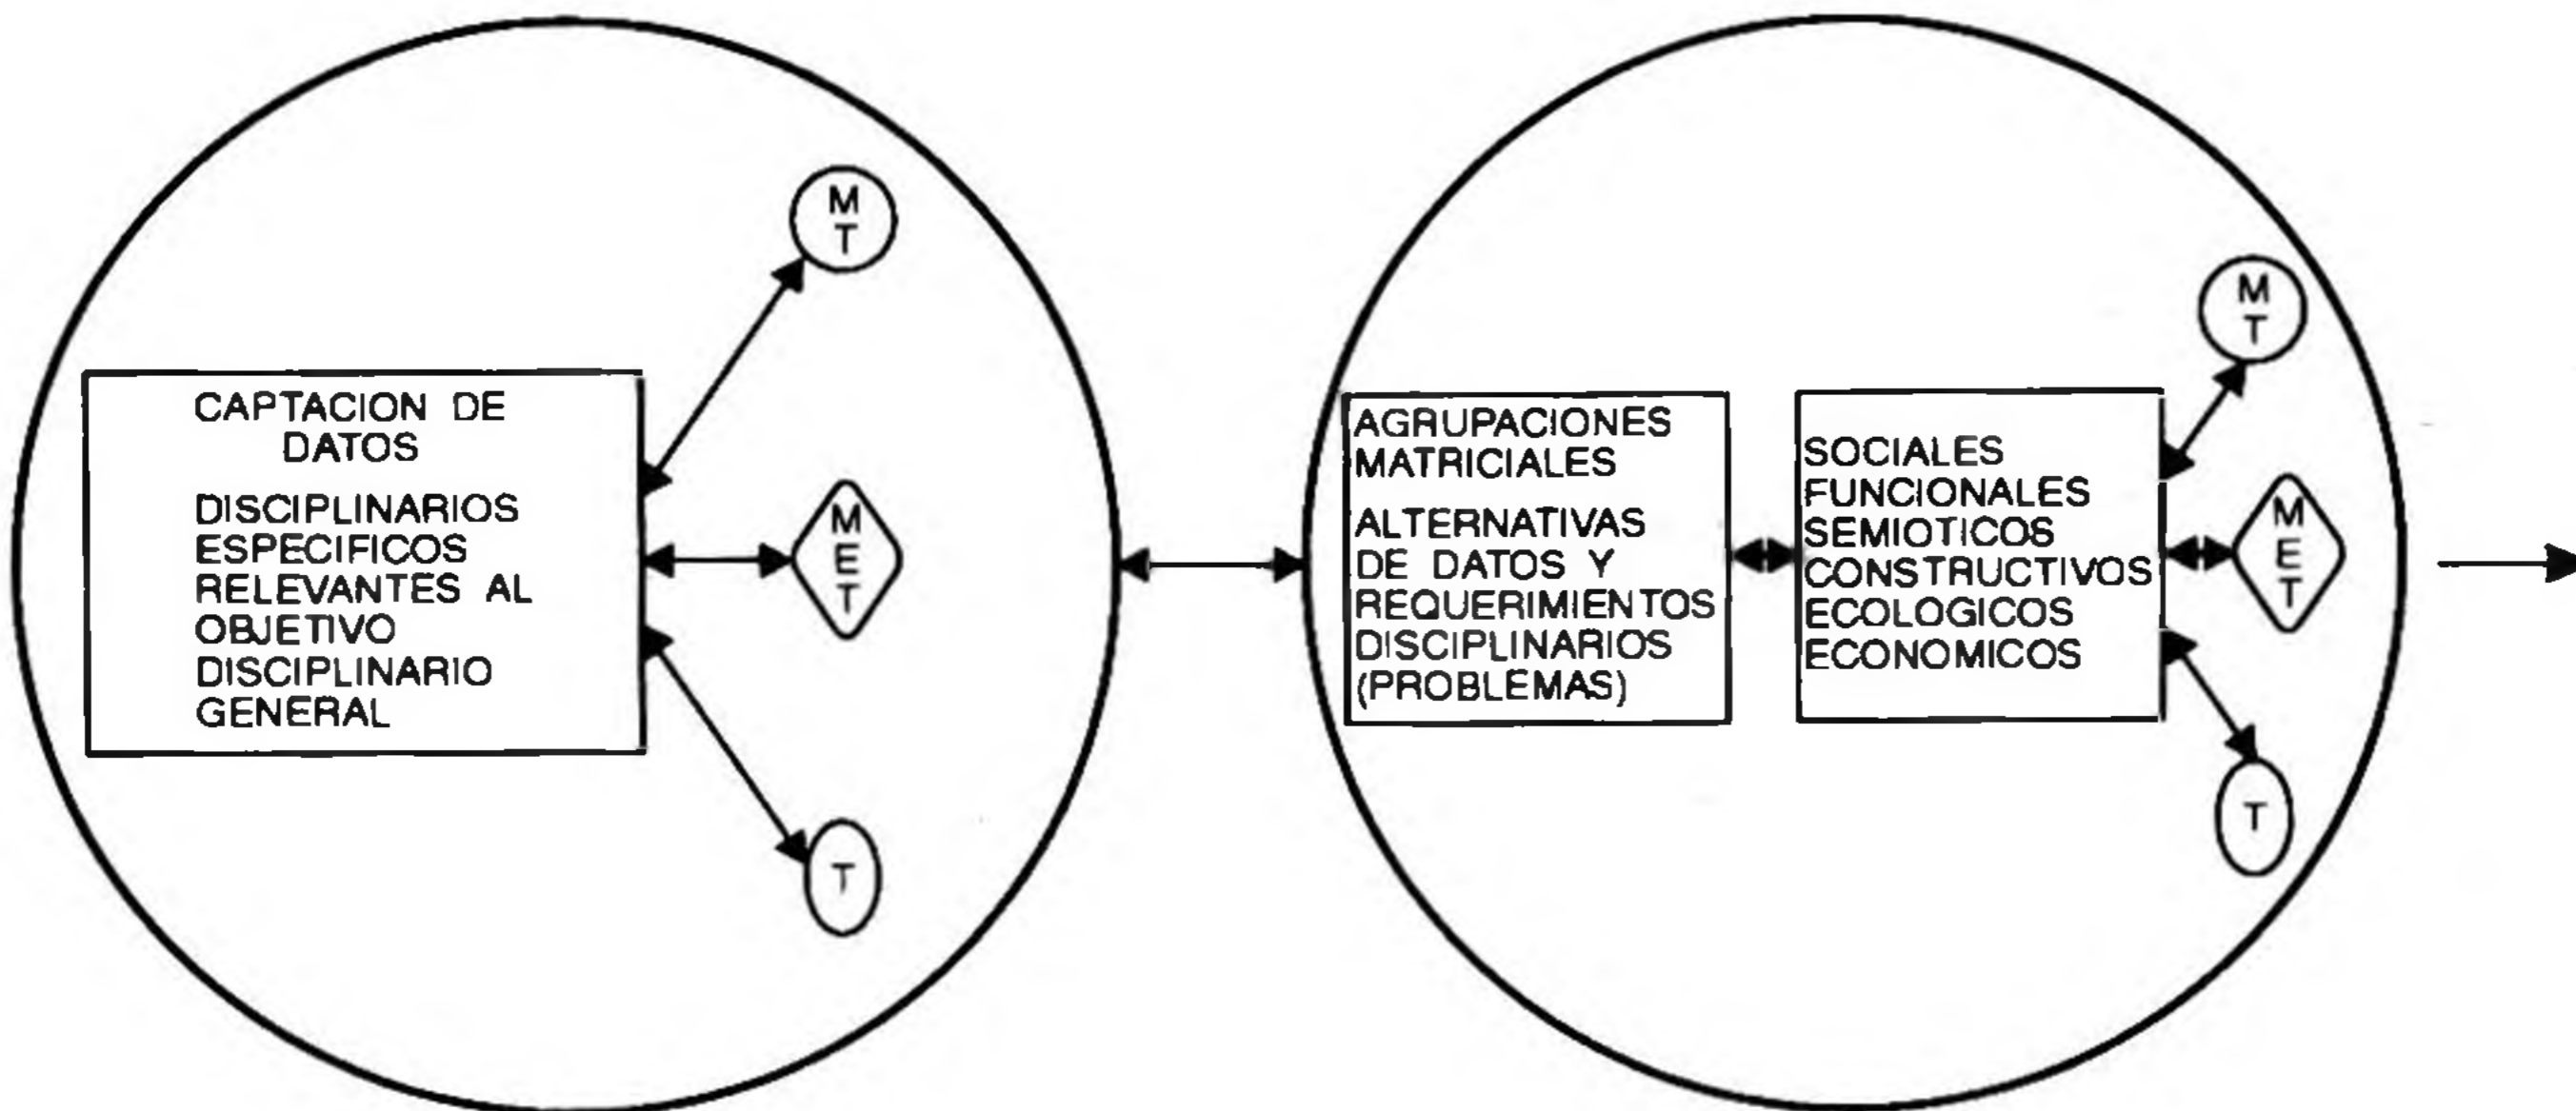 CAPTACION DE
DATOS
DISCIPLINARIOS
ESPECIFICOS
RELEVANTES AL
OBJETIVO
DISCIPLINARIO
GENERAL
M
T
M
E
T
T
AGRUPACIONES
MATRICIALES
ALTERNATIVAS
DE DATOS Y
REQUERIMIENTOS
DISCIPLINARIOS
(PROBLEMAS)
SOCIALES
FUNCIONALES
SEMIOTICOS
CONSTRUCTIVOS
ECOLOGICOS
ECONOMICOS
M
T
M
E
T
T